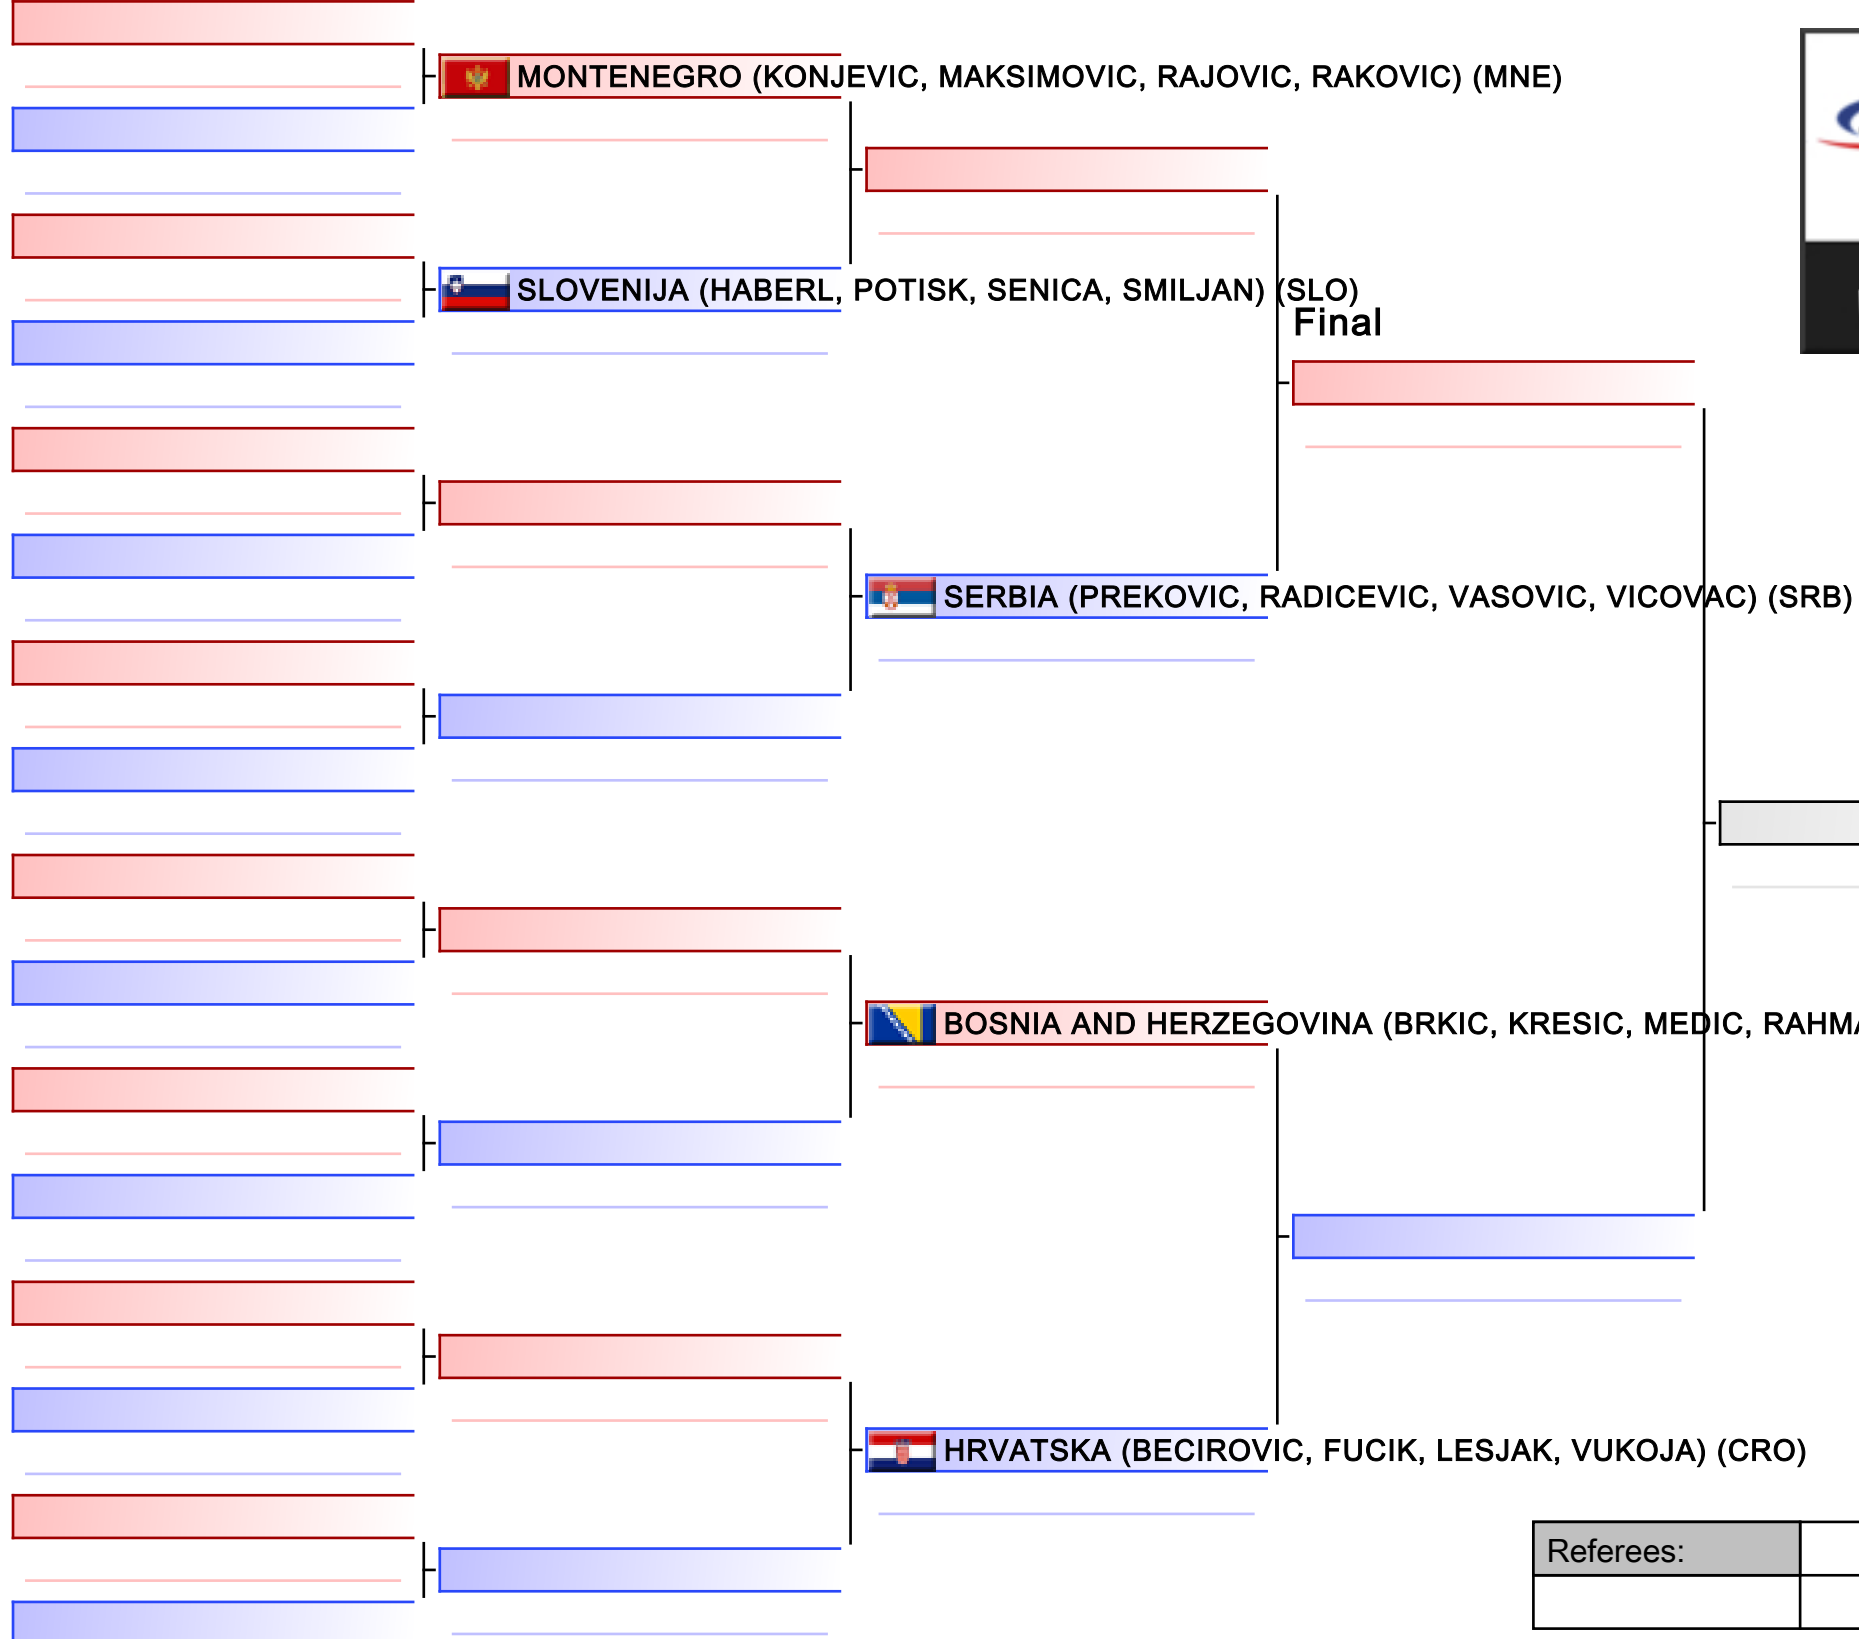 MONTENEGRO (KONJEVIC, MAKSIMOVIC, RAJOVIC, RAKOVIC) (MNE)
SLOVENIJA (HABERL, POTISK, SENICA, SMILJAN) (SLO)
Final
SERBIA (PREKOVIC, RADICEVIC, VASOVIC, VICOVAC) (SRB)
BOSNIA AND HERZEGOVINA (BRKIC, KRESIC, MEDIC,
HRVATSKA (BECIROVIC, FUCIK, LESJAK, VUKOJA) (CRO)
Referees: